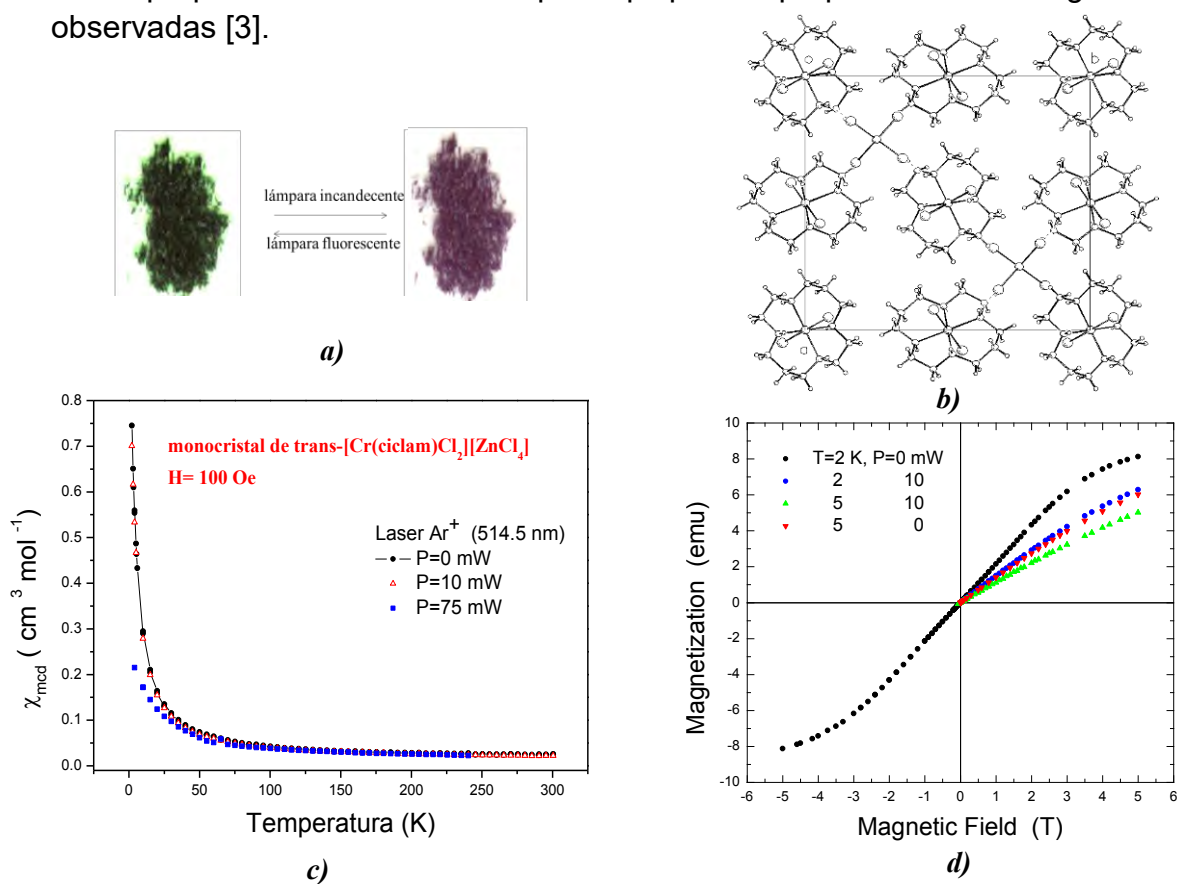 observadas [3].
lámpara incandecente
lámpara fluorescente
a)
b
a
b)
0.8
0.7
0.6
0.5
0.4
0.3
0.2
0.1
0.0
χmcd ( cm 3 mol -1)
monocristal de trans-[Cr(ciclam)Cl2][ZnCl4]
H= 100 Oe
Laser Ar+ (514.5 nm)
P=0 mW
P=10 mW
P=75 mW
0 50 100 150 200 250 300
Temperatura (K)
c)
10
8
6
4
2
0
-2
-4
-6
-8
-10
Magnetization (emu)
T=2 K, P=0 mW
2 10
5 10
5 0
-6 -5 -4 -3 -2 -1 0 1 2 3 4 5 6
Magnetic Field (T)
d)